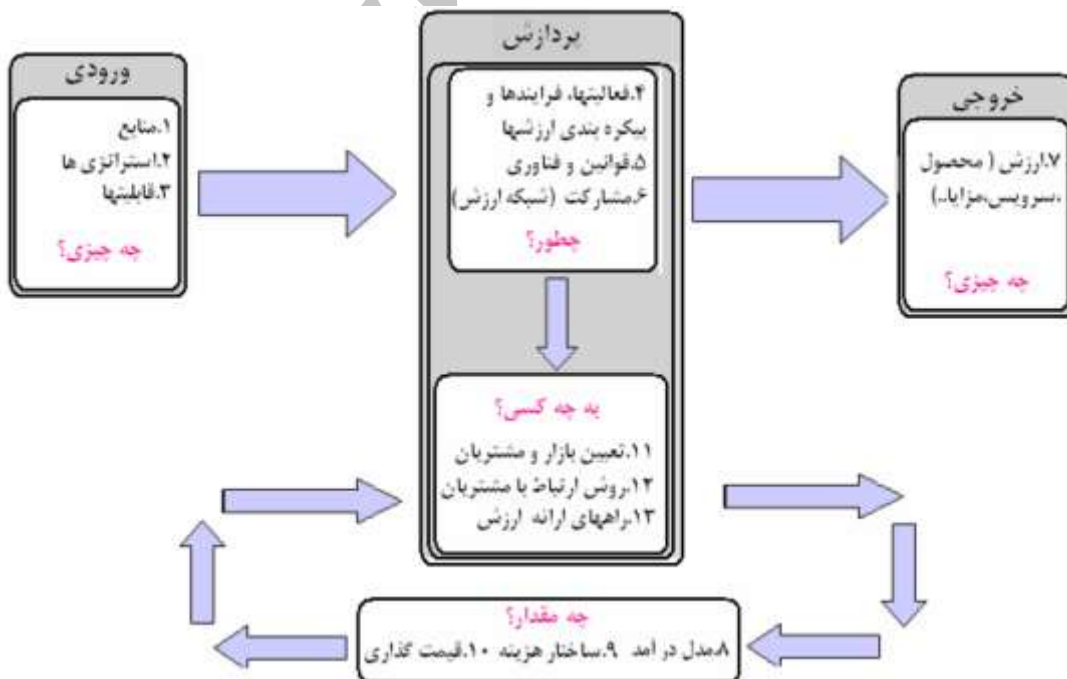 ورودی
۱.منابع
۲.استراتژی ها
۳.قابلیتها
چه چیزی؟
پردازش
۴.فعالیتها، فرایندها و
پیکره بندی ارزشها
۵.قوانین و فناوری
۶.مشارکت (شبکه ارزش)
چطور؟
به چه کسی؟
۱۱.تعیین بازار و مشتریان
۱۲.روش ارتباط با مشتریان
۱۳.راههای ارائه ارزش
خروجی
۷.ارزش ( محصول
،سرویس،مزایا..)
چه چیزی؟
چه مقدار؟
۸.مدل در آمد ۹.ساختار هزینه ۱۰.قیمت گذاری